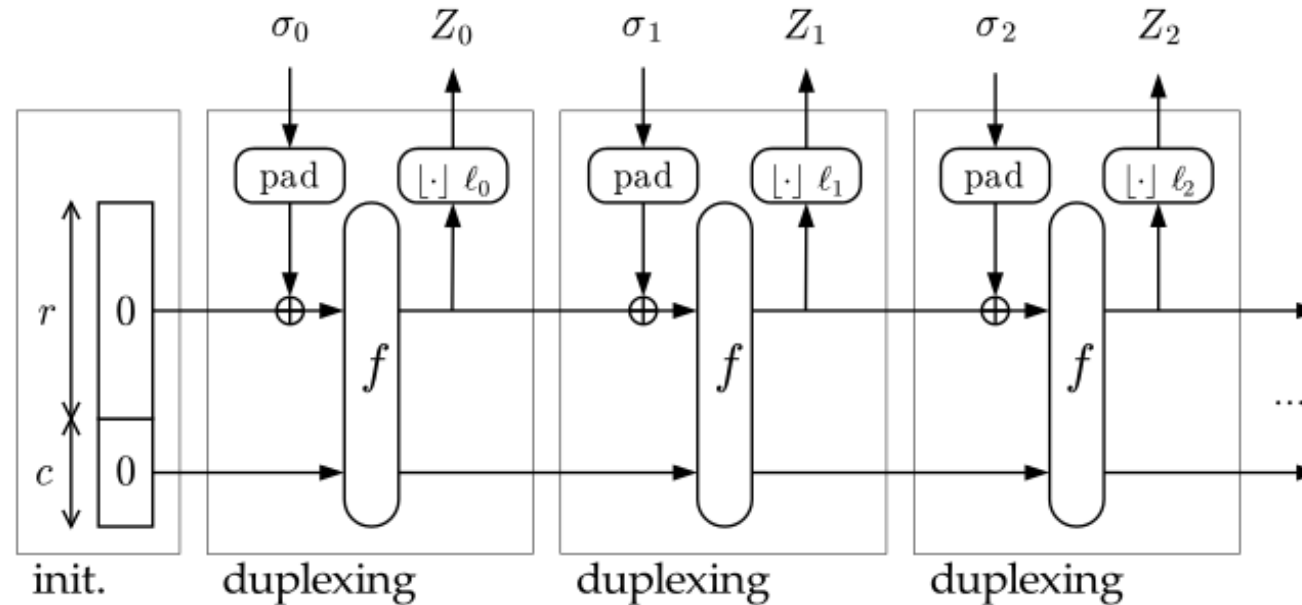 σ₀ Z₀ σ₁ Z₁ σ₂ Z₂
pad ⌊·⌋ ℓ₀ pad ⌊·⌋ ℓ₁ pad ⌊·⌋ ℓ₂
r 0 ⊕ ⊕ ⊕
f f f
...
c 0
init. duplexing duplexing duplexing